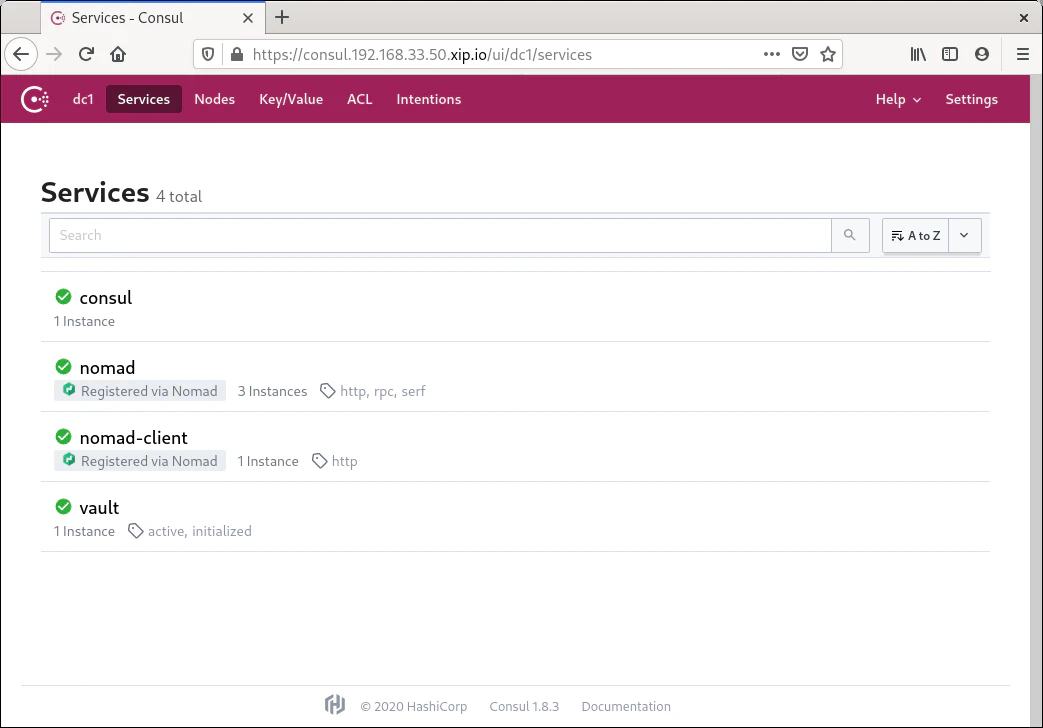 Services - Consul
https://consul.192.168.33.50.xip.io/ui/dc1/services
dc1 Services Nodes Key/Value ACL Intentions Help Settings
Services 4 total
Search A to Z
consul
1 Instance
nomad
Registered via Nomad 3 Instances http, rpc, serf
nomad-client
Registered via Nomad 1 Instance http
vault
1 Instance active, initialized
© 2020 HashiCorp Consul 1.8.3 Documentation